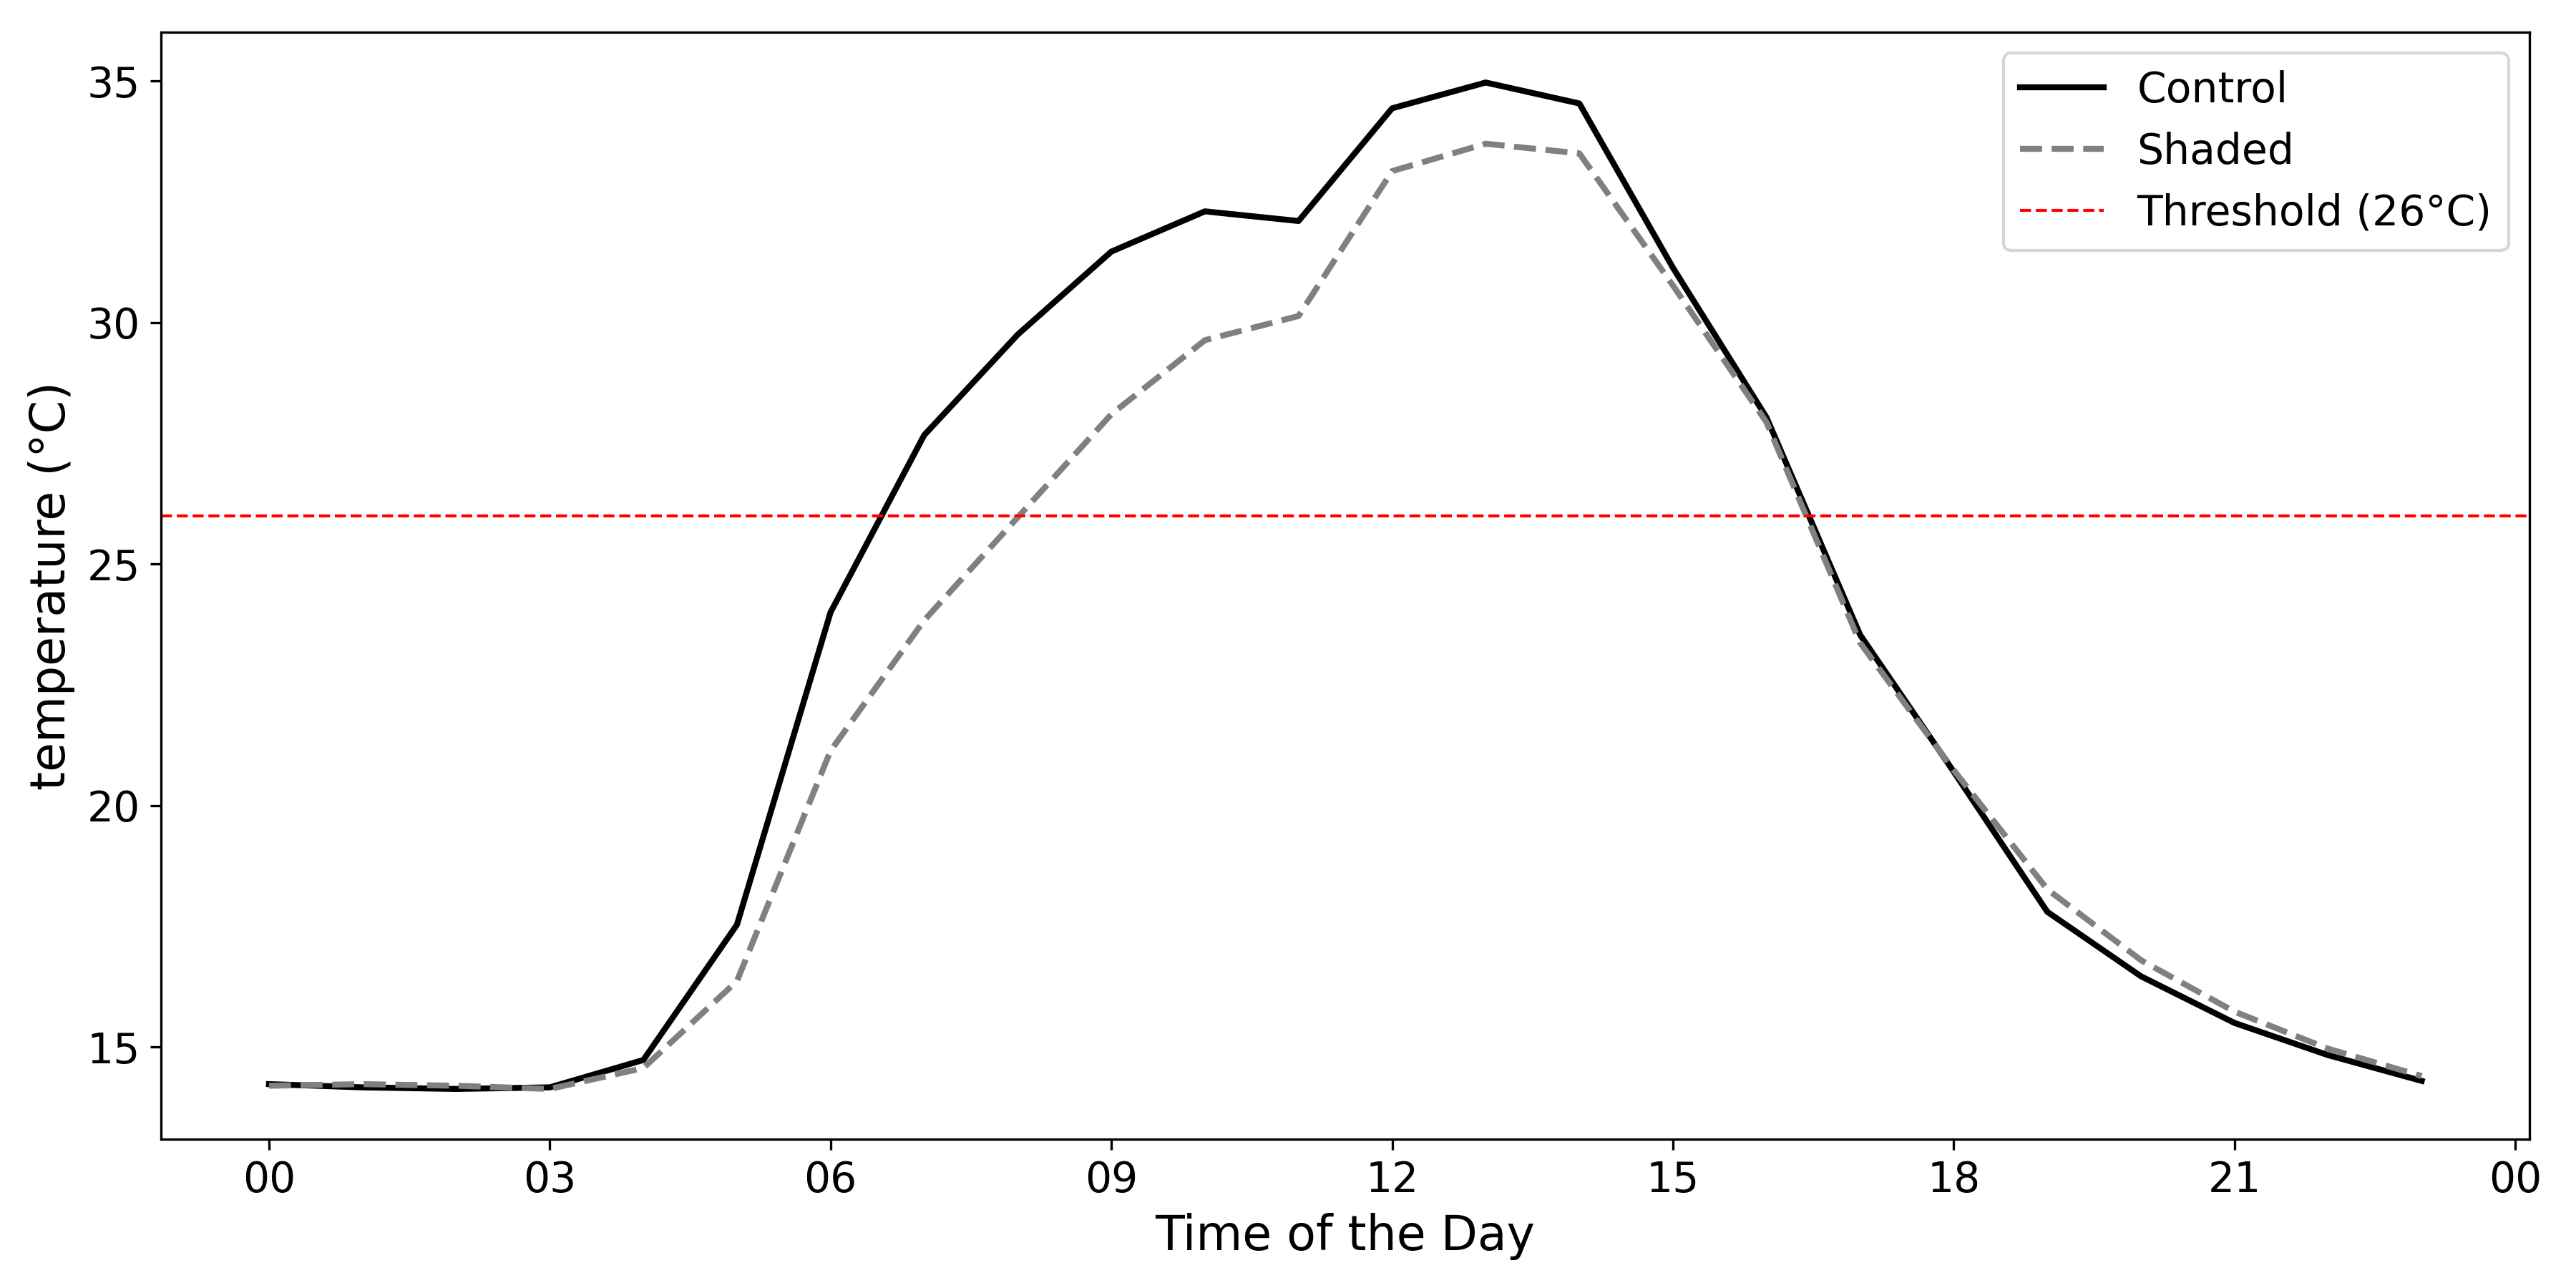 35
30
25
20
15
temperature (°C)
Control
Shaded
Threshold (26°C)
00 03 06 09 12 15 18 21 00
Time of the Day